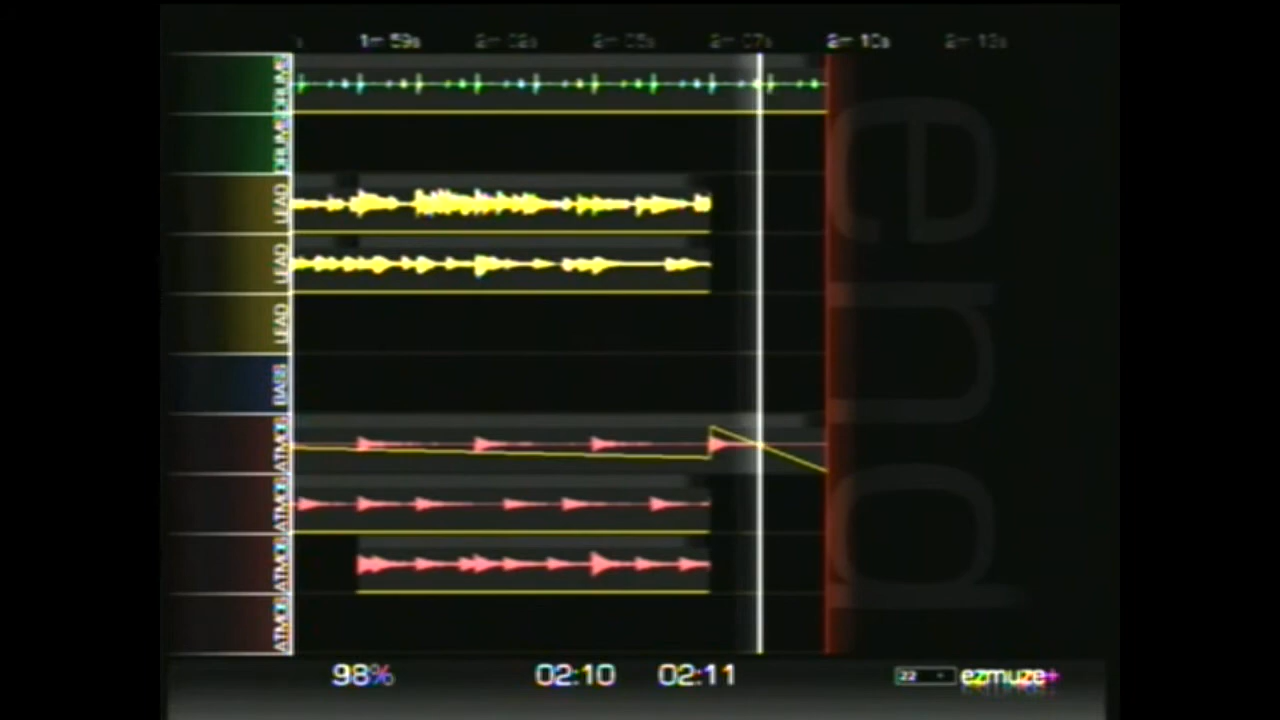 1m 59s 2m 02s 2m 05s 2m 07s 2m 10s 2m 13s
DRUMS
DRUMS
LEAD
LEAD
LEAD
BASS
ATMOS
ATMOS
ATMOS
ATMOS
end
98% 02:10 02:11 22 ezmuze+